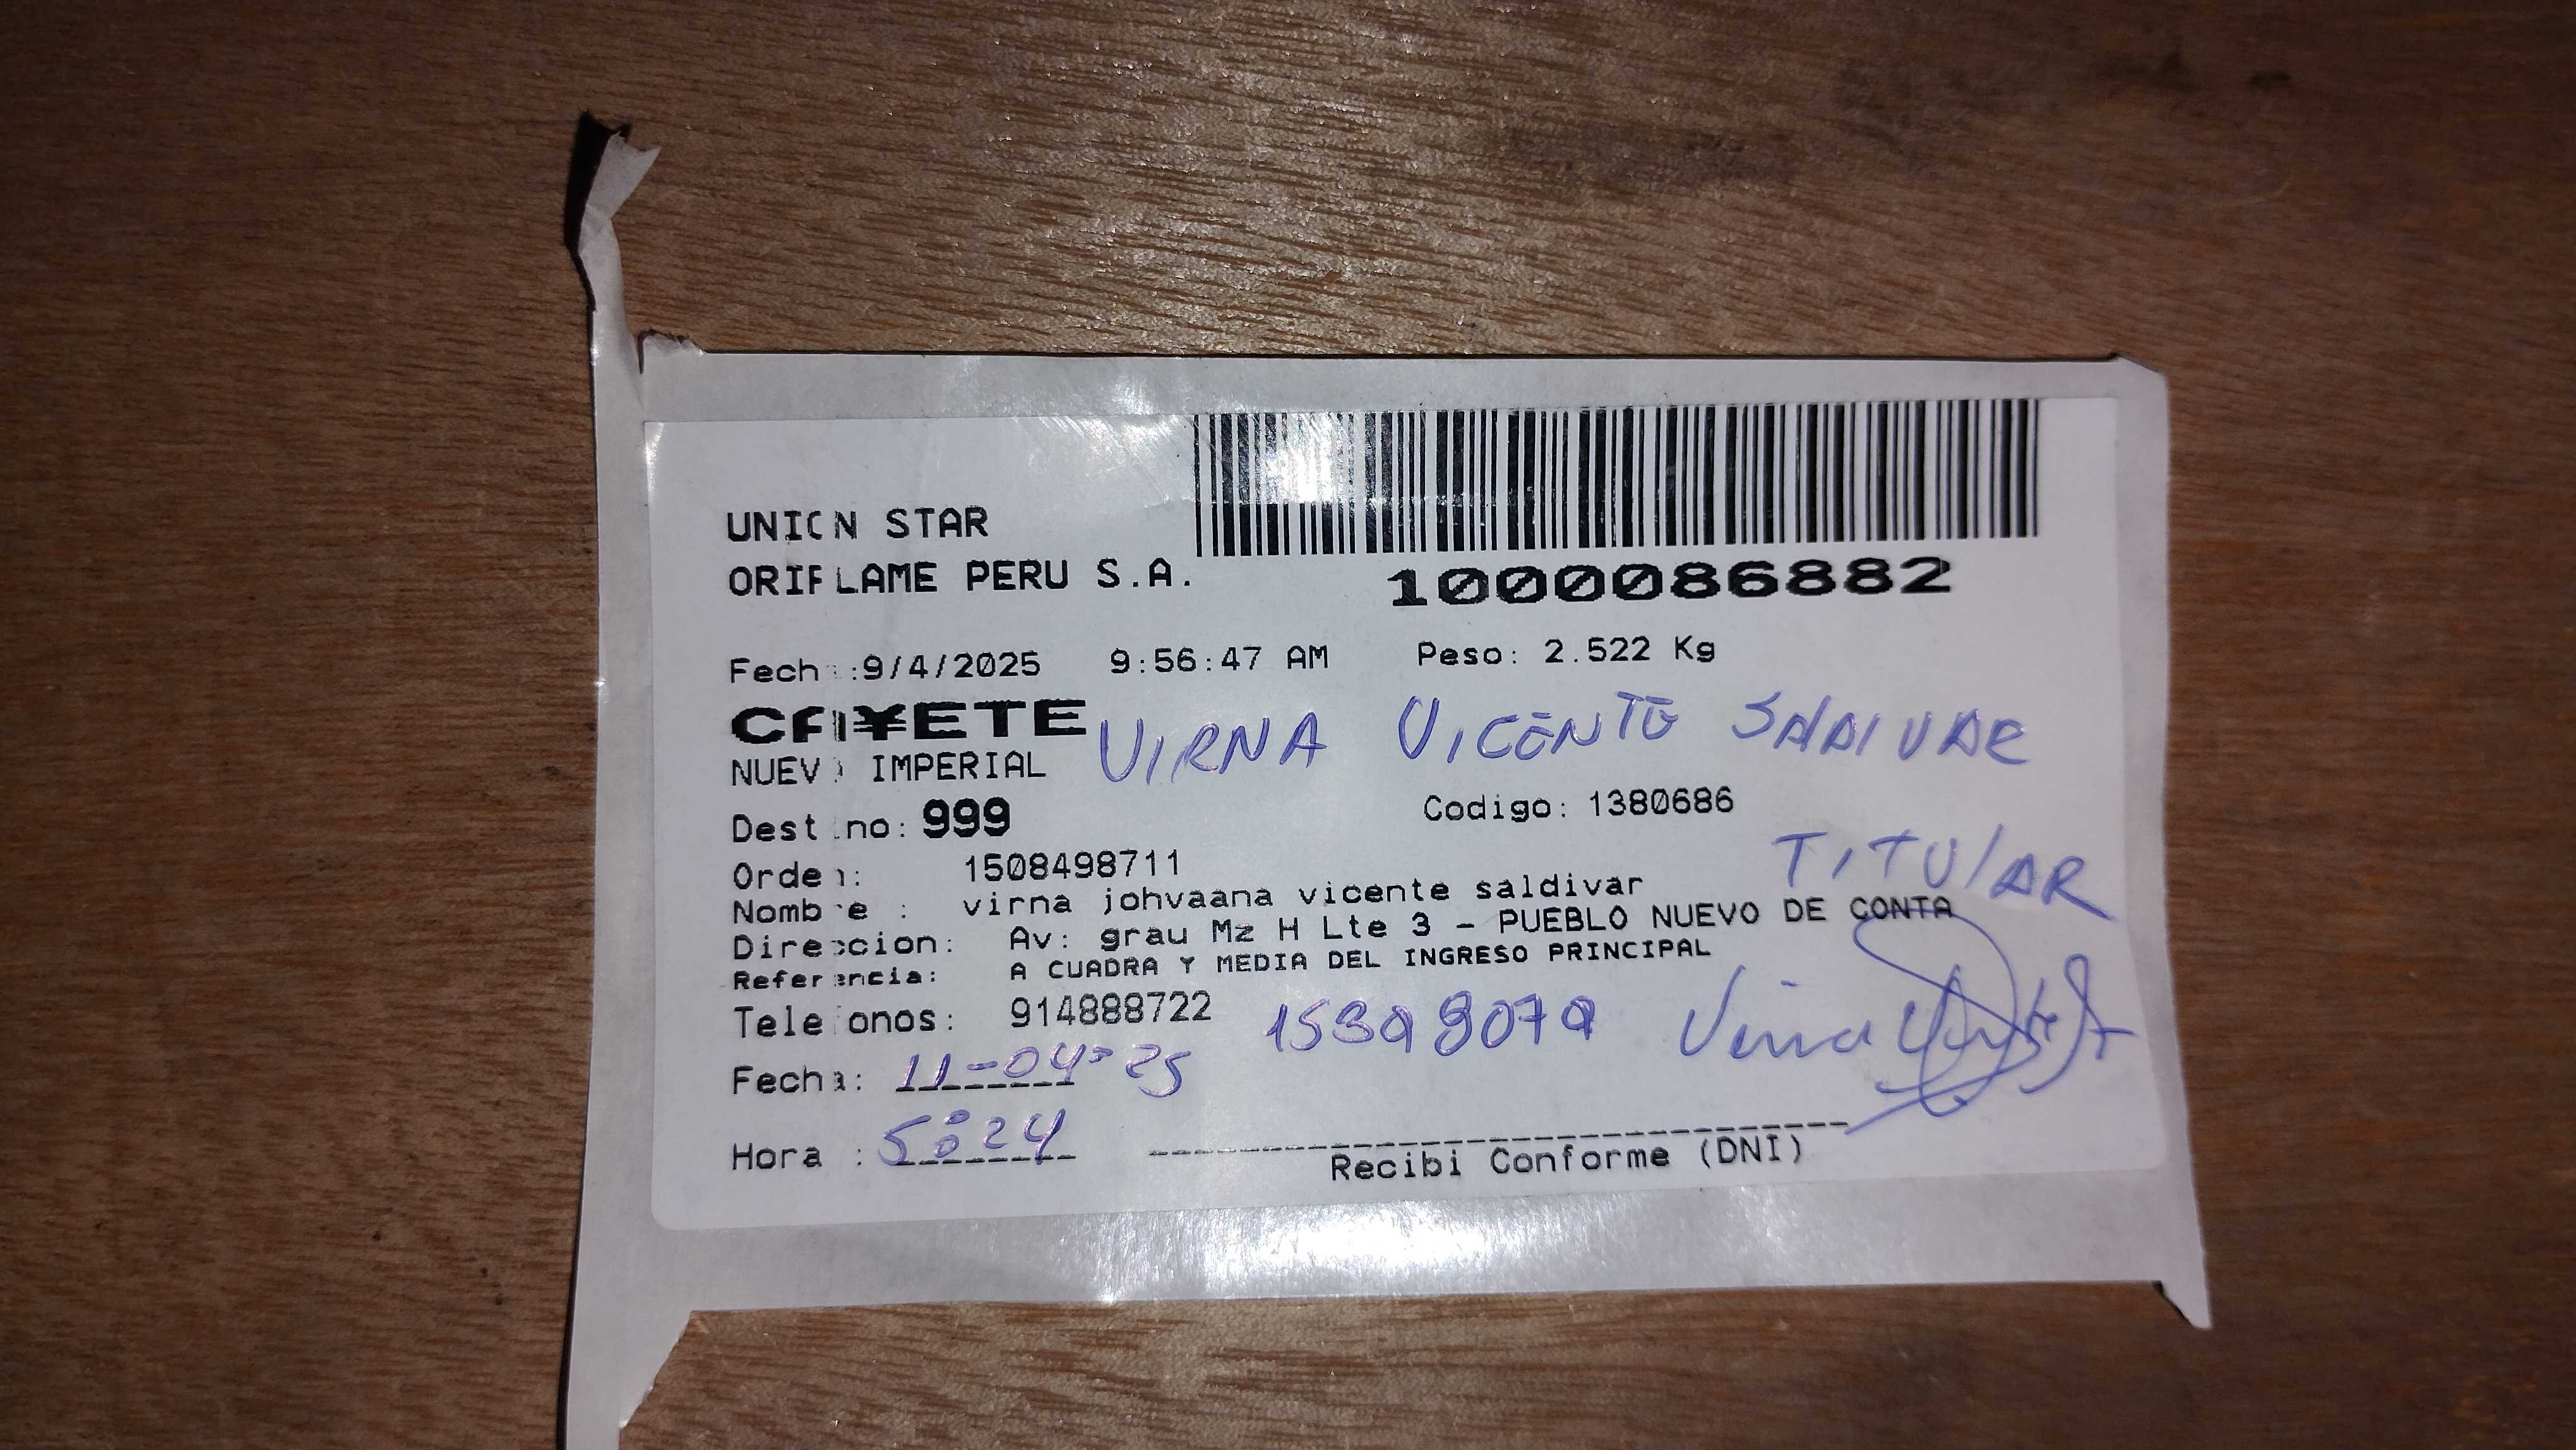 UNION STAR
ORIFLAME PERU S.A.
1000086882
Fech :9/4/2025 9:56:47 AM Peso: 2.522 Kg
CA¥ETE
NUEVO IMPERIAL VIRNA VICENTE SALDIVAR
Destino: 999 Codigo: 1380686
TITULAR
Orden: 1508498711
Nombre : virna johvaana vicente saldivar
Direccion: Av: grau Mz H Lte 3 - PUEBLO NUEVO DE CONTA
Referencia: A CUADRA Y MEDIA DEL INGRESO PRINCIPAL
Telefonos: 914888722
Fecha: 11-04-25
Hora : 5:24
Recibi Conforme (DNI)